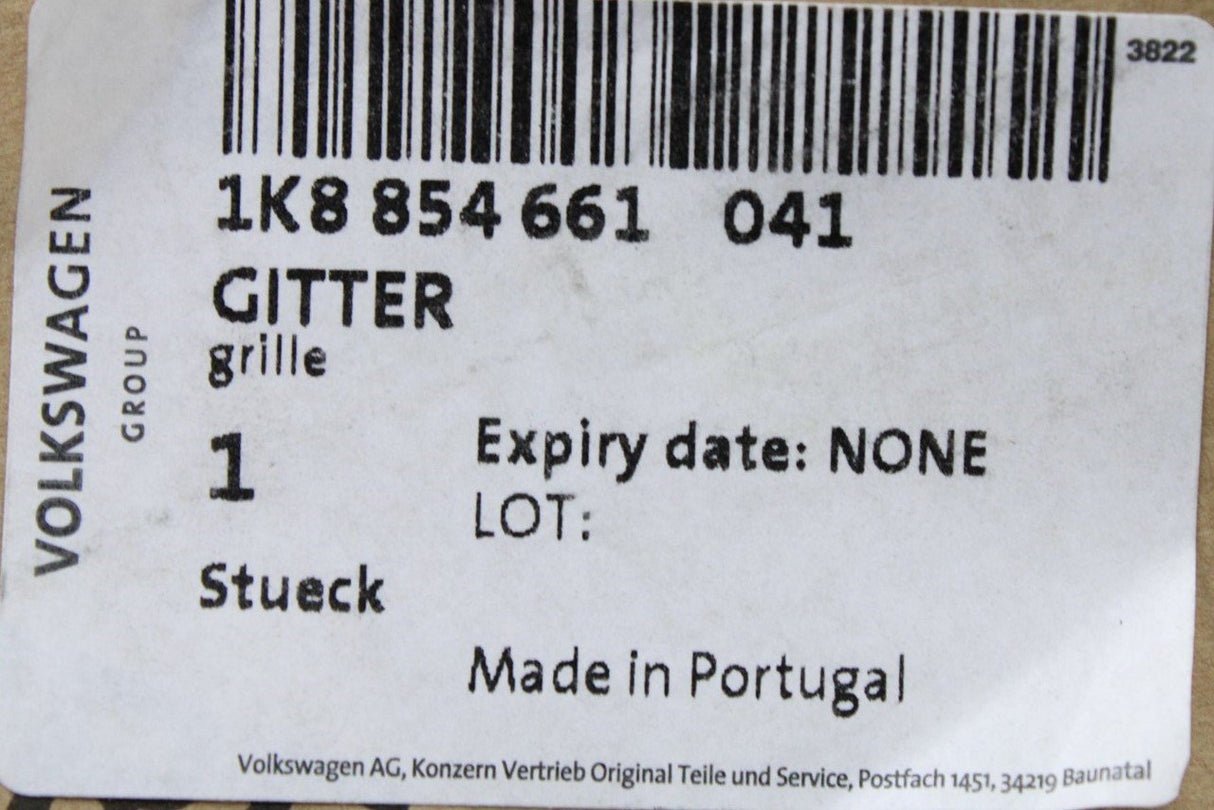 3822
1K8 854 661 041
GITTER
grille
1
Expiry date: NONE
LOT:
Stueck
Made in Portugal
VOLKSWAGEN
GROUP
Volkswagen AG, Konzern Vertrieb Original Teile und Service, Postfach 1451, 34219 Baunatal